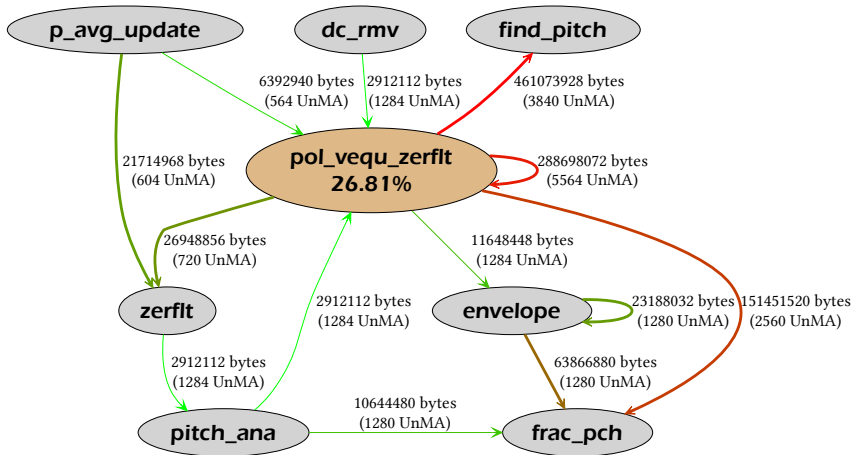 p_avg_update
dc_rmv
find_pitch
6392940 bytes
(564 UnMA)
2912112 bytes
(1284 UnMA)
461073928 bytes
(3840 UnMA)
21714968 bytes
(604 UnMA)
pol_vequ_zerflt
26.81%
288698072 bytes
(5564 UnMA)
26948856 bytes
(720 UnMA)
11648448 bytes
(1284 UnMA)
zerflt
2912112 bytes
(1284 UnMA)
envelope
23188032 bytes
(1280 UnMA)
151451520 bytes
(2560 UnMA)
2912112 bytes
(1284 UnMA)
63866880 bytes
(1280 UnMA)
pitch_ana
10644480 bytes
(1280 UnMA)
frac_pch